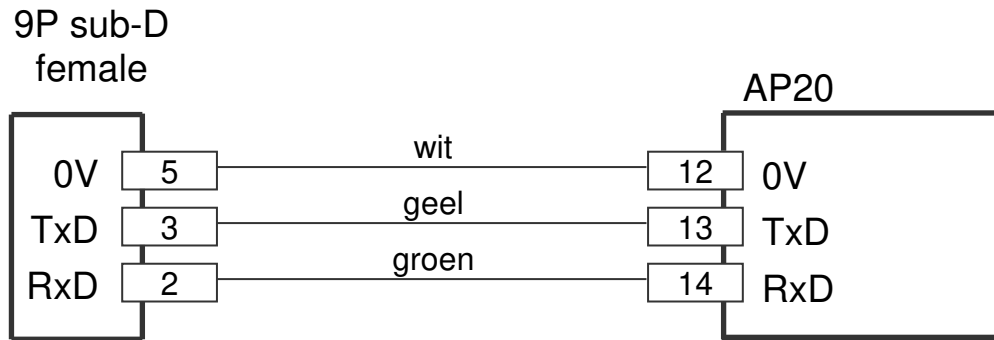 9P sub-D
female
AP20
0V 5 wit 12 0V
TxD 3 geel 13 TxD
RxD 2 groen 14 RxD